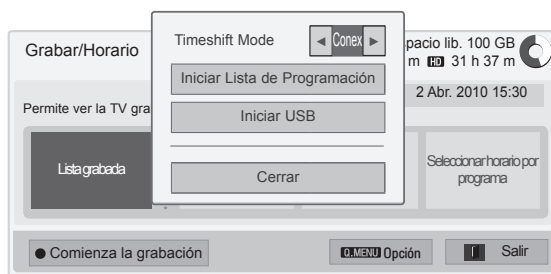 Grabar/Horario
pacio lib. 100 GB
m HD 31 h 37 m
2 Abr. 2010 15:30
Permite ver la TV gra
Timeshift Mode ◄ Conex ►
Iniciar Lista de Programación
Iniciar USB
Cerrar
Lista grabada
Seleccionar horario por
programa
● Comienza la grabación
Q.MENU Opción
Salir